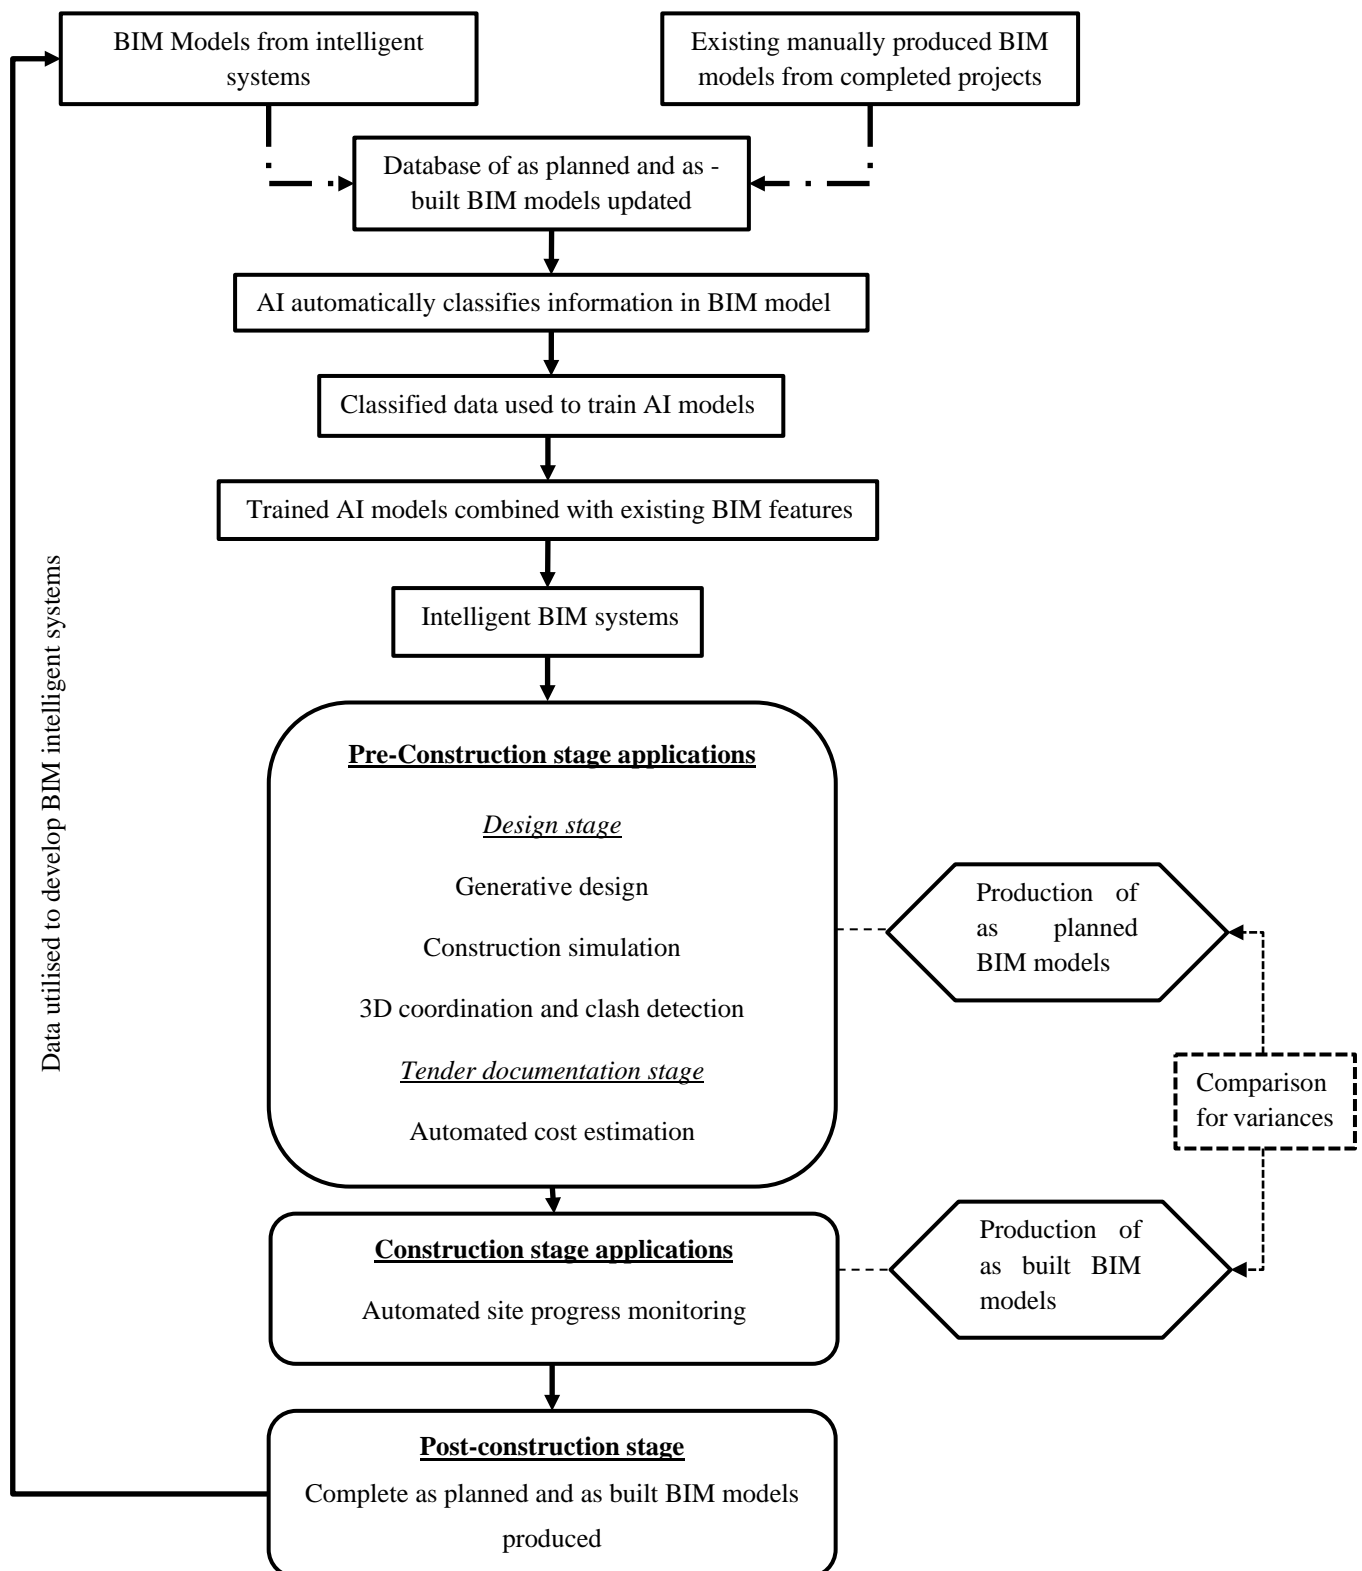 BIM Models from intelligent
systems
Existing manually produced BIM
models from completed projects
Database of as planned and as -
built BIM models updated
AI automatically classifies information in BIM model
Classified data used to train AI models
Trained AI models combined with existing BIM features
Intelligent BIM systems
Data utilised to develop BIM intelligent systems
Pre-Construction stage applications
Design stage
Generative design
Construction simulation
3D coordination and clash detection
Tender documentation stage
Automated cost estimation
Production of
as planned
BIM models
Comparison
for variances
Construction stage applications
Automated site progress monitoring
Production of
as built BIM
models
Post-construction stage
Complete as planned and as built BIM models
produced